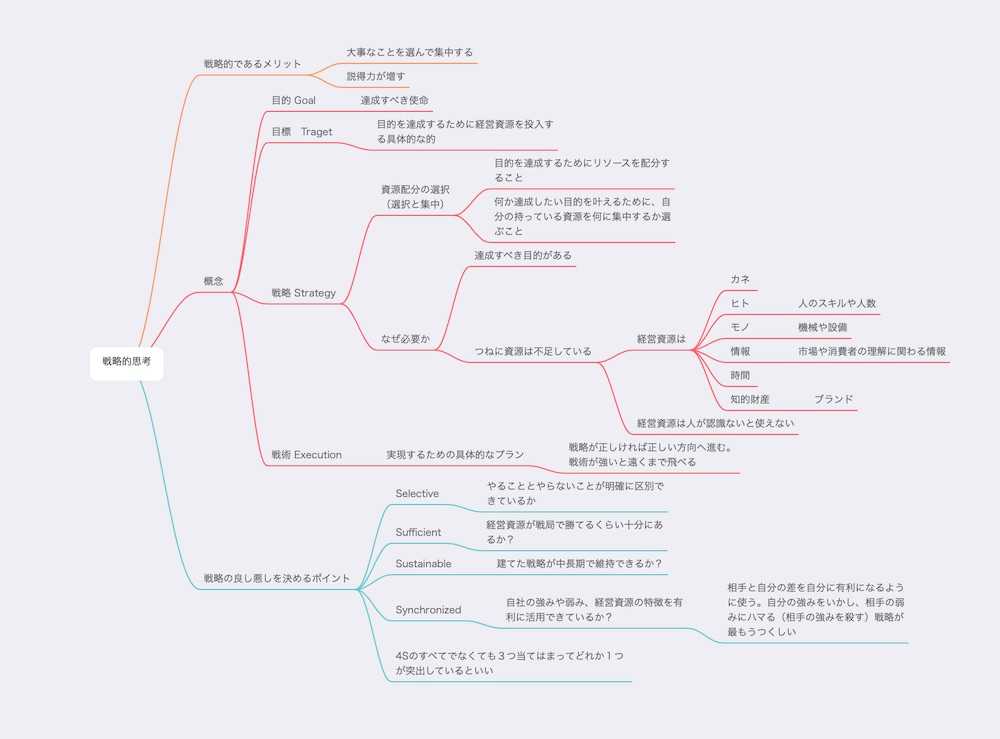 戦略的思考
戦略的であるメリット
大事なことを選んで集中する
説得力が増す
概念
目的 Goal
達成すべき使命
目標　Traget
目的を達成するために経営資源を投入す
る具体的な的
戦略 Strategy
資源配分の選択
（選択と集中）
目的を達成するためにリソースを配分す
ること
何か達成したい目的を叶えるために、自
分の持っている資源を何に集中するか選
ぶこと
なぜ必要か
達成すべき目的がある
つねに資源は不足している
経営資源は
カネ
ヒト
人のスキルや人数
モノ
機械や設備
情報
市場や消費者の理解に関わる情報
時間
知的財産
ブランド
経営資源は人が認識ないと使えない
戦術 Execution
実現するための具体的なプラン
戦略が正しければ正しい方向へ進む。
戦術が強いと遠くまで飛べる
戦略の良し悪しを決めるポイント
Selective
やることとやらないことが明確に区別で
きているか
Sufficient
経営資源が戦局で勝てるくらい十分にあ
るか？
Sustainable
建てた戦略が中長期で維持できるか？
Synchronized
自社の強みや弱み、経営資源の特徴を有
利に活用できているか？
相手と自分の差を自分に有利になるよう
に使う。自分の強みをいかし、相手の弱
みにハマる（相手の強みを殺す）戦略が
最もうつくしい
4Sのすべてでなくても３つ当てはまってどれか１つ
が突出しているといい